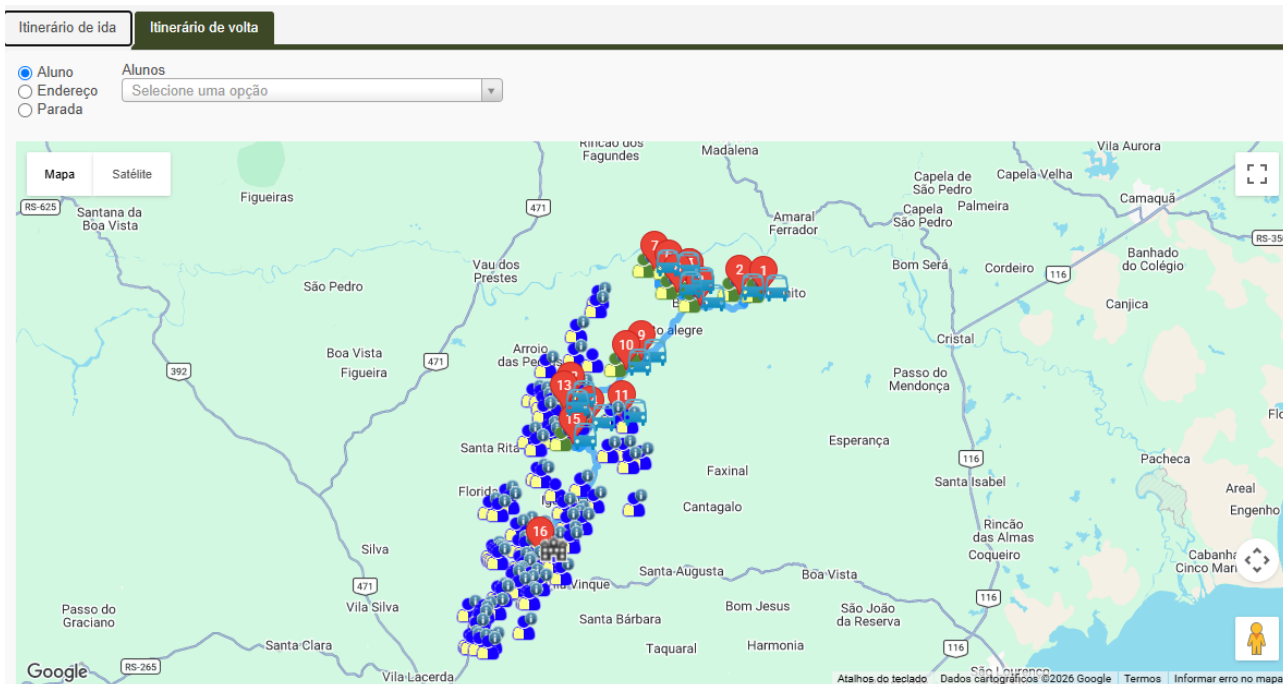 Itinerário de ida
Itinerário de volta
Aluno
Endereço
Parada
Alunos
Selecione uma opção
Mapa
Satélite
Fagundes
Madalena
Vila Aurora
Figueiras
Capela de
São Pedro
Capela Velha
RS-625
Santana da
Boa Vista
471
Capela
São Pedro
Palmeira
Camaquã
Amaral
Ferrador
Banhado
do Colégio
Vau dos
Prestes
7
2
1
Bom Será
Cordeiro
116
São Pedro
Canjica
9
alegre
Cristal
Boa Vista
10
Arroio
Figueira
471
392
13
11
Passo do
Mendonça
15
Esperança
Santa Rita
116
Pacheca
Faxinal
Santa Isabel
Areal
Cantagalo
Engenho
16
Rincão
das Almas
Silva
Coqueiro
Santa Augusta
Boa Vista
471
Vinque
116
Passo do
Graciano
Vila Silva
Bom Jesus
São João
da Reserva
Santa Bárbara
Santa Clara
Taquaral
Harmonia
116
Google
RS-265
Vila Lacerda
São Lourenço
Atalhos do teclado
Dados cartográficos ©2026 Google
Termos
Informar erro no mapa